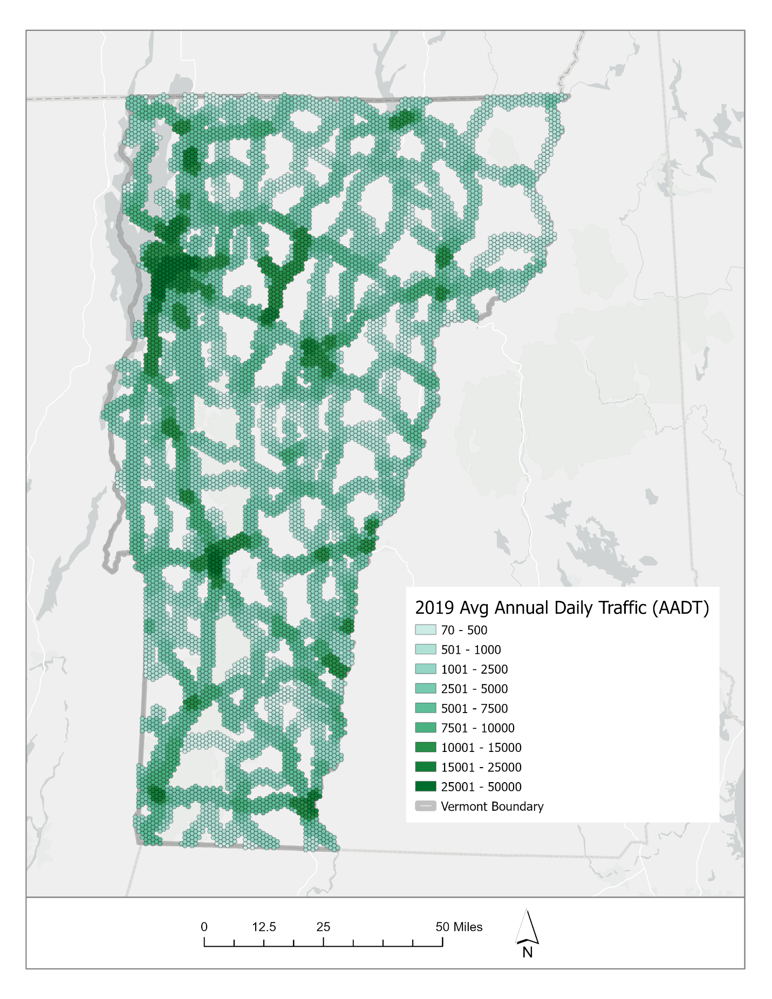 2019 Avg Annual Daily Traffic (AADT)
70 - 500
501 - 1000
1001 - 2500
2501 - 5000
5001 - 7500
7501 - 10000
10001 - 15000
15001 - 25000
25001 - 50000
Vermont Boundary
0 12.5 25 50 Miles
N